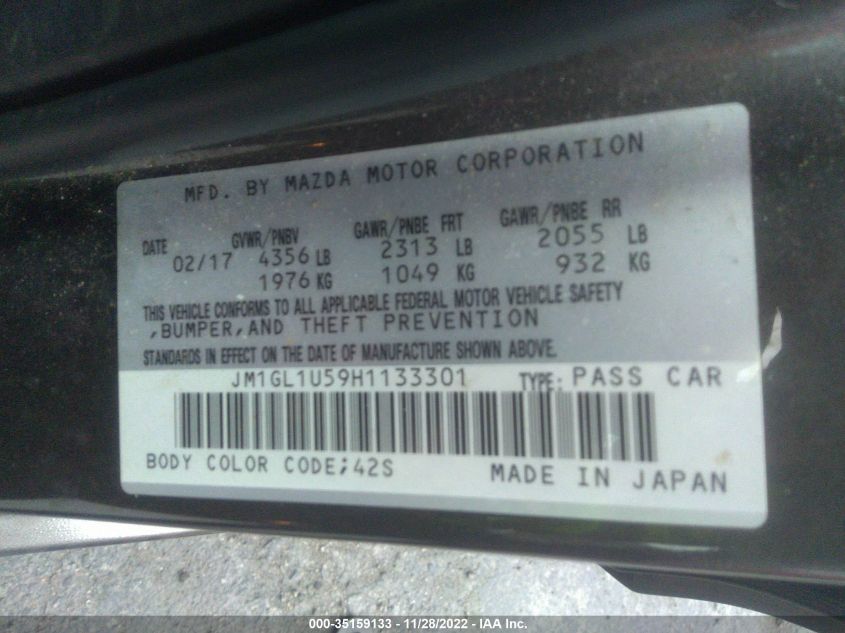 MFD. BY MAZDA MOTOR CORPORATION
DATE GVWR/PNBV GAWR/PNBE FRT GAWR/PNBE RR
02/17 4356 LB 2313 LB 2055 LB
1976 KG 1049 KG 932 KG
THIS VEHICLE CONFORMS TO ALL APPLICABLE FEDERAL MOTOR VEHICLE SAFETY
,BUMPER,AND THEFT PREVENTION
STANDARDS IN EFFECT ON THE DATE OF MANUFACTURE SHOWN ABOVE.
JM1GL1U59H1133301 TYPE: PASS CAR
BODY COLOR CODE;42S MADE IN JAPAN
000-35159133 - 11/28/2022 - IAA Inc.